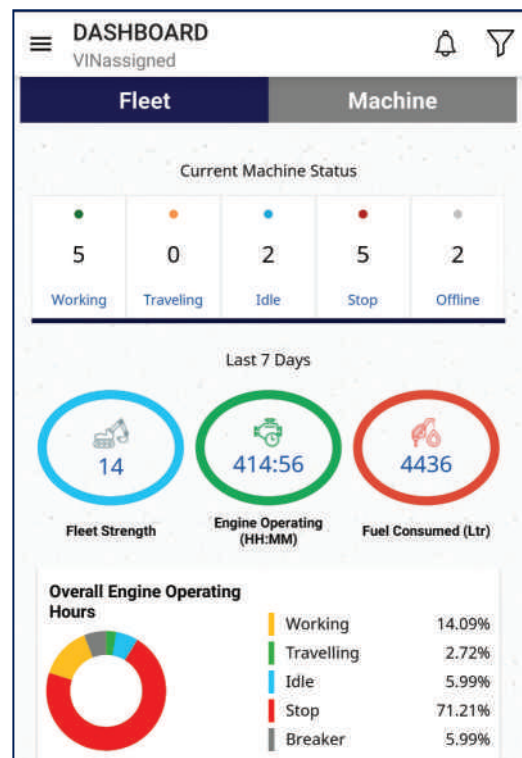 DASHBOARD
VINassigned
Fleet Machine
Current Machine Status
5 0 2 5 2
Working Traveling Idle Stop Offline
Last 7 Days
14 414:56 4436
Fleet Strength Engine Operating (HH:MM) Fuel Consumed (Ltr)
Overall Engine Operating Hours
Working 14.09%
Travelling 2.72%
Idle 5.99%
Stop 71.21%
Breaker 5.99%